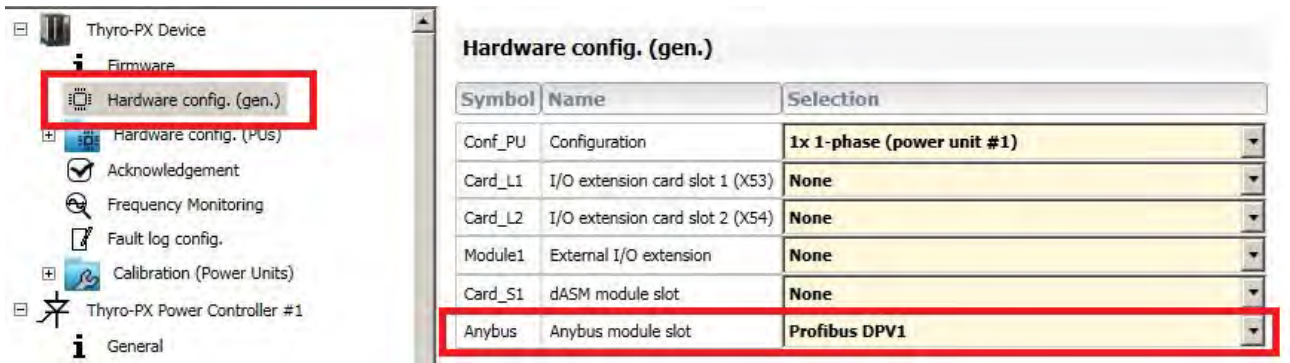 Thyro-PX Device
Firmware
Hardware config. (gen.)
Hardware config. (PUs)
Acknowledgement
Frequency Monitoring
Fault log config.
Calibration (Power Units)
Thyro-PX Power Controller #1
General
Hardware config. (gen.)
Symbol Name Selection
Conf_PU Configuration 1x 1-phase (power unit #1)
Card_L1 I/O extension card slot 1 (X53) None
Card_L2 I/O extension card slot 2 (X54) None
Module1 External I/O extension None
Card_S1 dASM module slot None
Anybus Anybus module slot Profibus DPV1